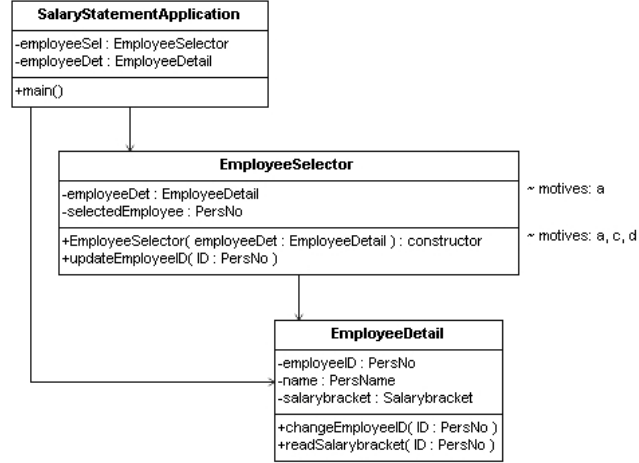 SalaryStatementApplication
-employeeSel : EmployeeSelector
-employeeDet : EmployeeDetail
+main()
EmployeeSelector
-employeeDet : EmployeeDetail
-selectedEmployee : PersNo
~ motives: a
+EmployeeSelector( employeeDet : EmployeeDetail ) : constructor
+updateEmployeeID( ID : PersNo )
~ motives: a, c, d
EmployeeDetail
-employeeID : PersNo
-name : PersName
-salarybracket : Salarybracket
+changeEmployeeID( ID : PersNo )
+readSalarybracket( ID : PersNo )